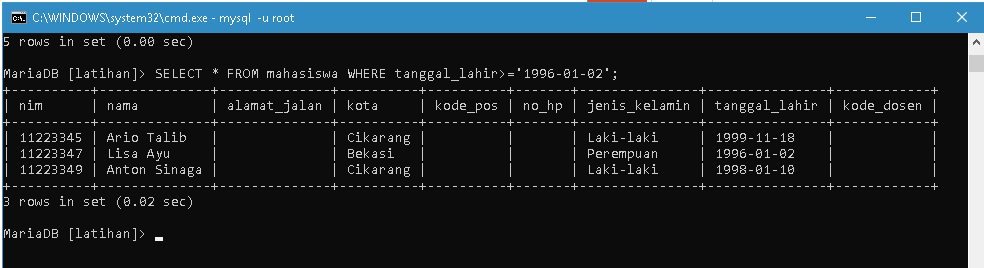 C:\WINDOWS\system32\cmd.exe - mysql -u root
5 rows in set (0.00 sec)
MariaDB [latihan]> SELECT * FROM mahasiswa WHERE tanggal_lahir>='1996-01-02';
+----------+--------------+--------------+----------+----------+-------+---------------+---------------+------------+
| nim      | nama         | alamat_jalan | kota     | kode_pos | no_hp | jenis_kelamin | tanggal_lahir | kode_dosen |
+----------+--------------+--------------+----------+----------+-------+---------------+---------------+------------+
| 11223345 | Ario Talib   |              | Cikarang |          |       | Laki-laki     | 1999-11-18    |            |
| 11223347 | Lisa Ayu     |              | Bekasi   |          |       | Perempuan     | 1996-01-02    |            |
| 11223349 | Anton Sinaga |              | Cikarang |          |       | Laki-laki     | 1998-01-10    |            |
+----------+--------------+--------------+----------+----------+-------+---------------+---------------+------------+
3 rows in set (0.02 sec)
MariaDB [latihan]> _